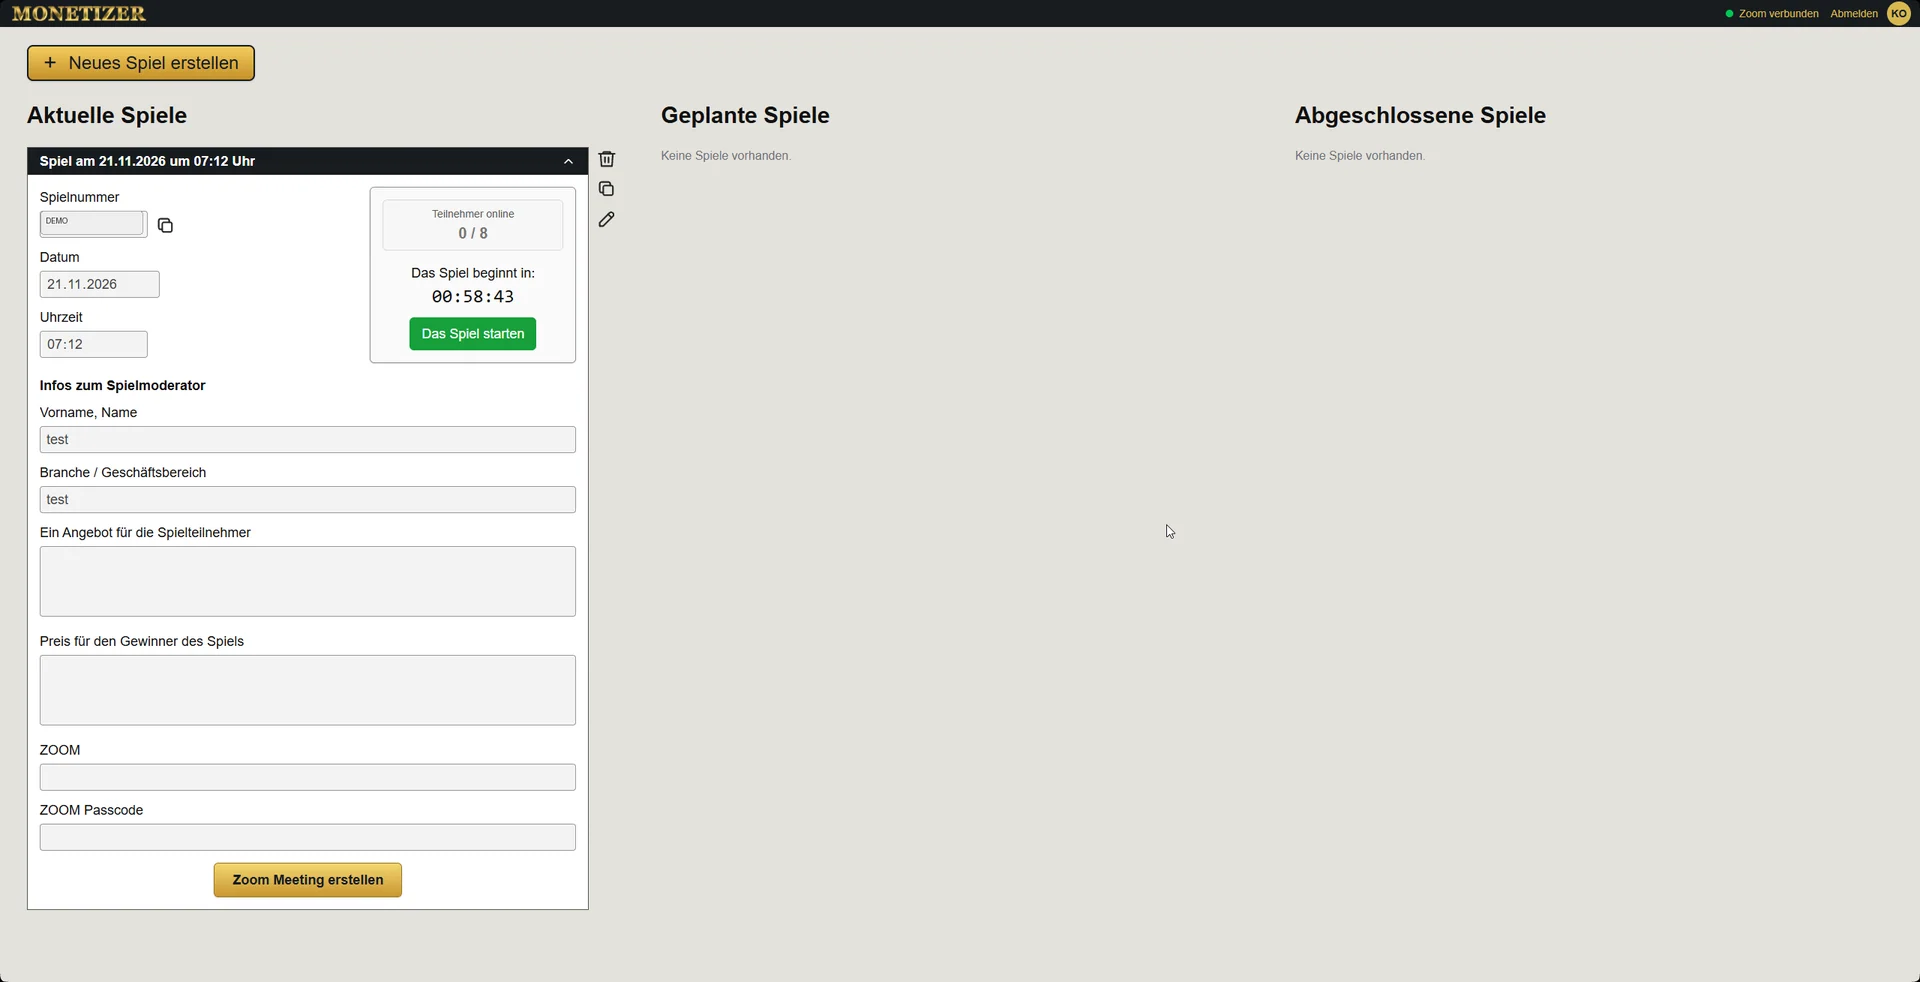 MONETIZER
Zoom verbunden Abmelden KO
+ Neues Spiel erstellen
Aktuelle Spiele
Spiel am 21.11.2026 um 07:12 Uhr
Spielnummer
DEMO
Datum
21.11.2026
Uhrzeit
07:12
Teilnehmer online
0 / 8
Das Spiel beginnt in:
00:58:43
Das Spiel starten
Infos zum Spielmoderator
Vorname, Name
test
Branche / Geschäftsbereich
test
Ein Angebot für die Spielteilnehmer
Preis für den Gewinner des Spiels
ZOOM
ZOOM Passcode
Zoom Meeting erstellen
Geplante Spiele
Keine Spiele vorhanden.
Abgeschlossene Spiele
Keine Spiele vorhanden.